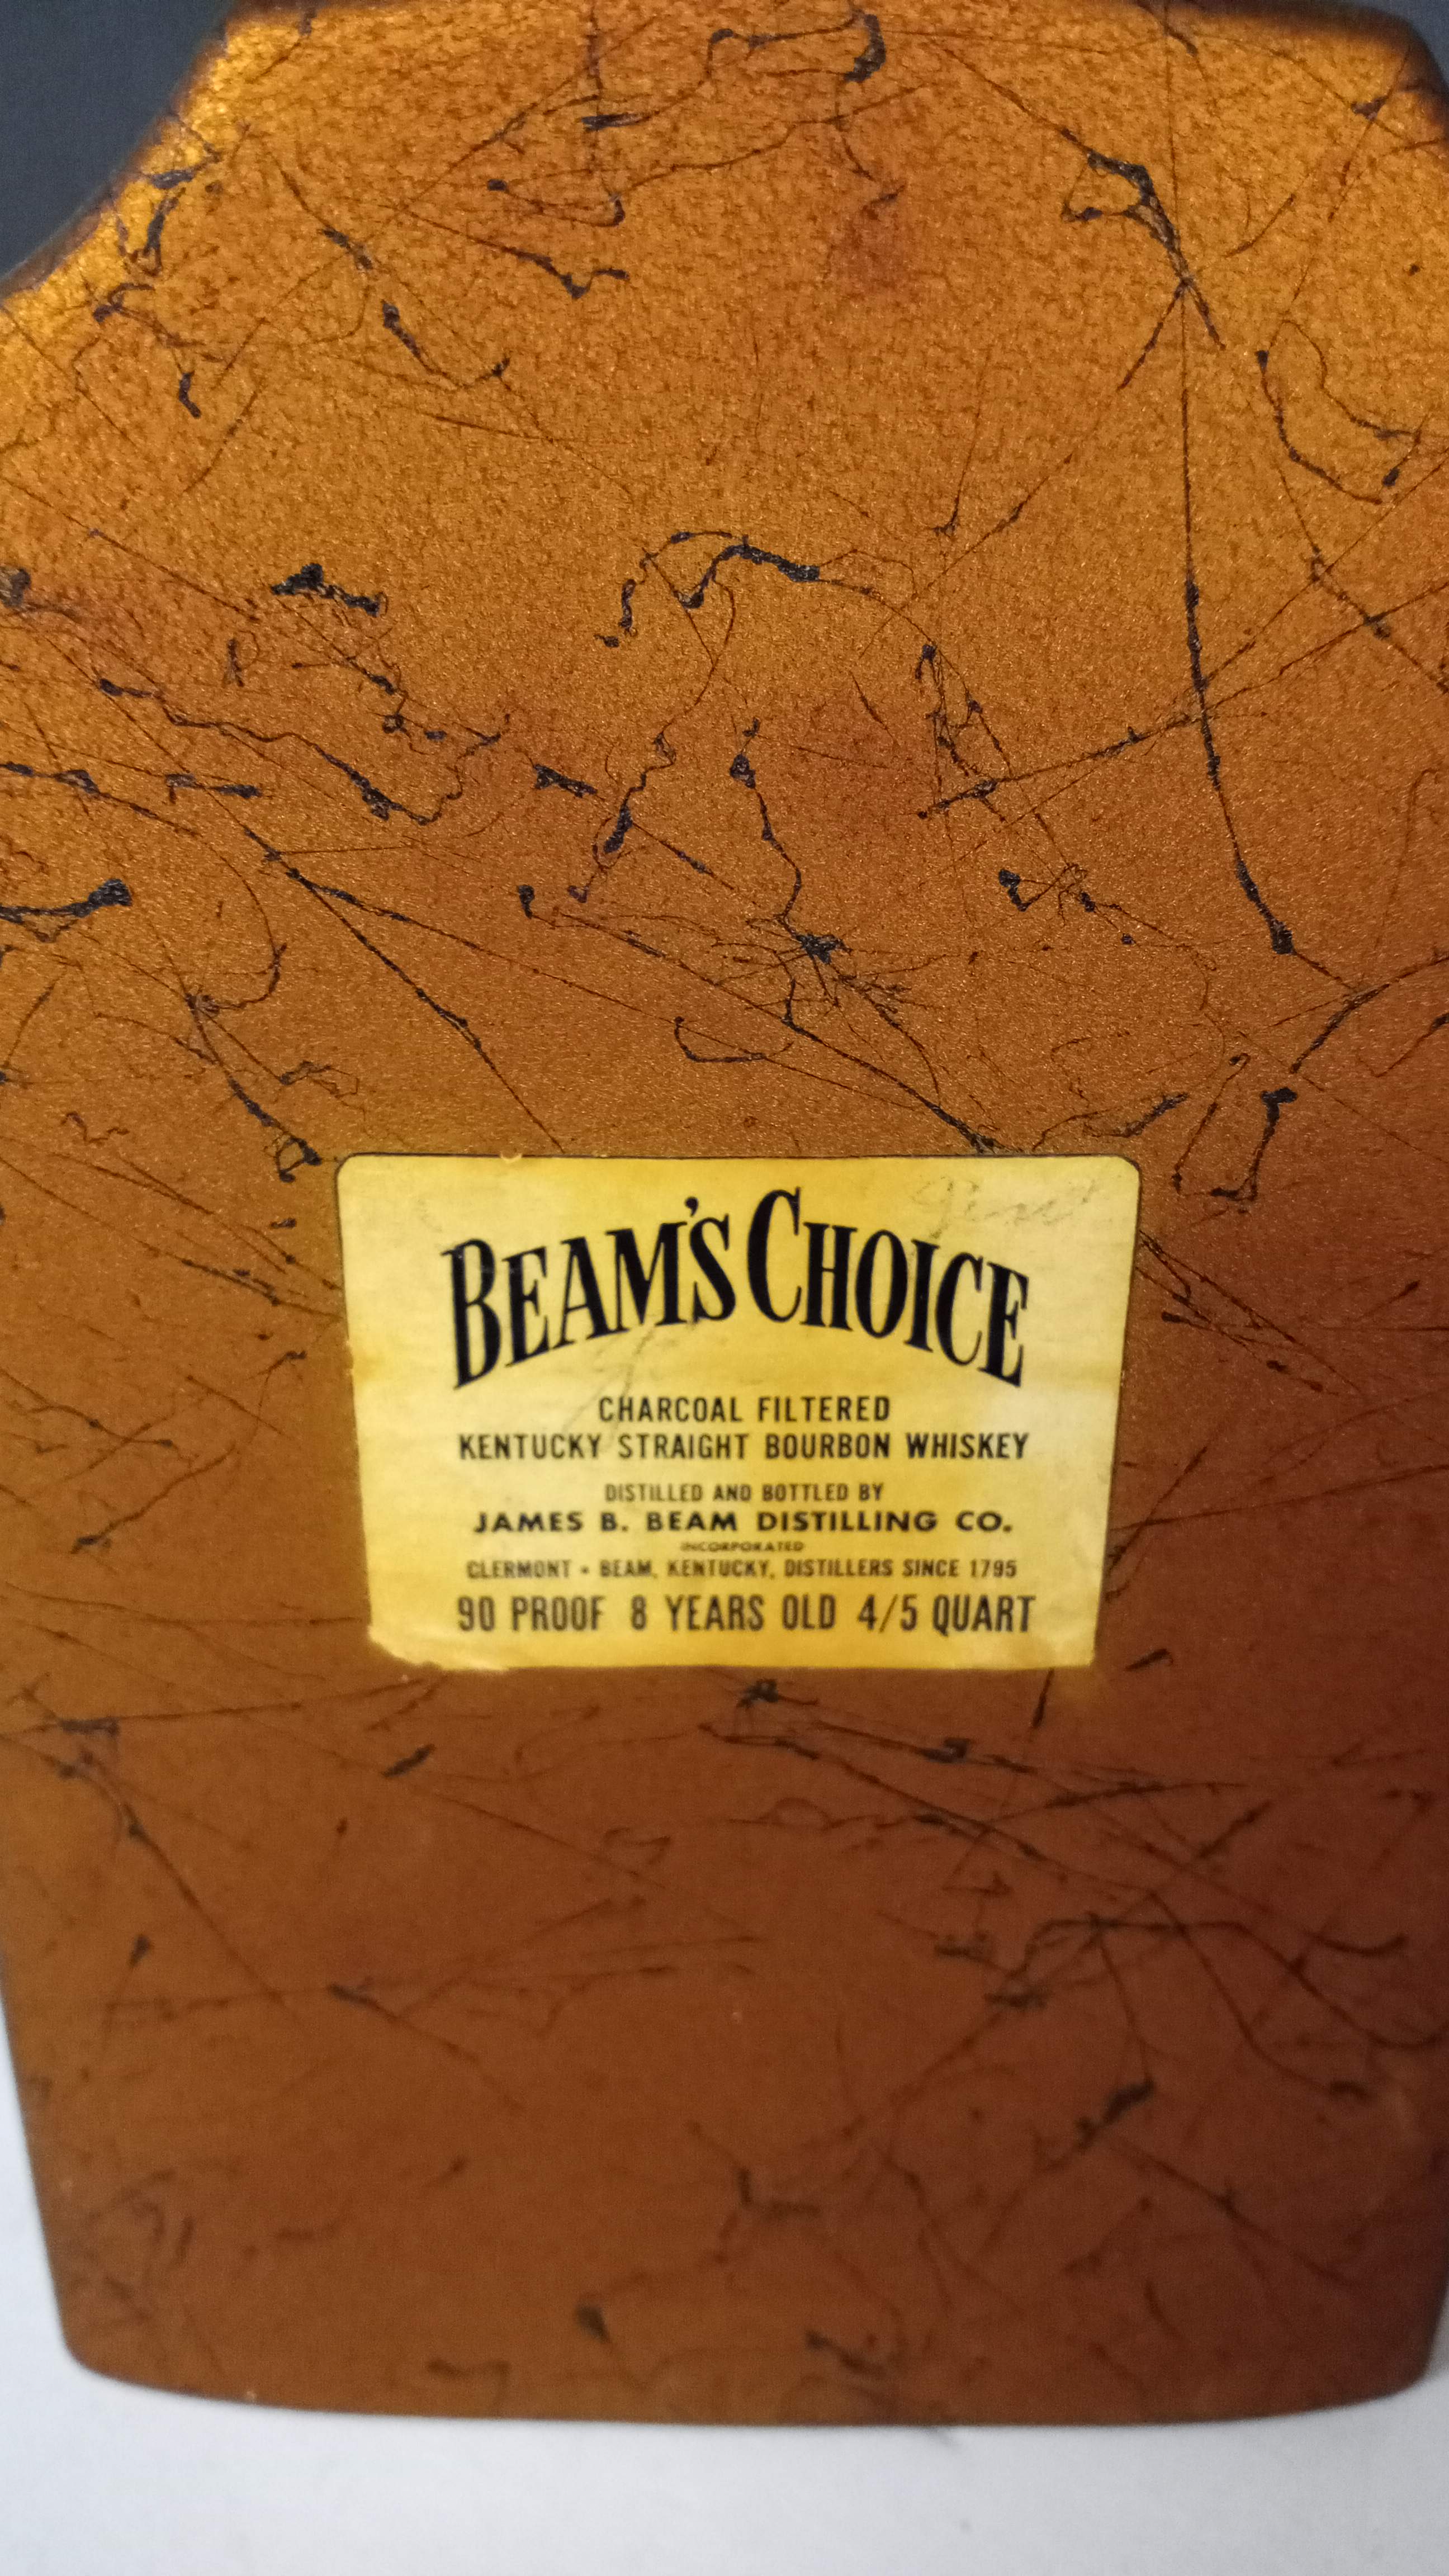 BEAM'S CHOICE
CHARCOAL FILTERED
KENTUCKY STRAIGHT BOURBON WHISKEY
DISTILLED AND BOTTLED BY
JAMES B. BEAM DISTILLING CO.
INCORPORATED
CLERMONT • BEAM, KENTUCKY, DISTILLERS SINCE 1795
90 PROOF 8 YEARS OLD 4/5 QUART